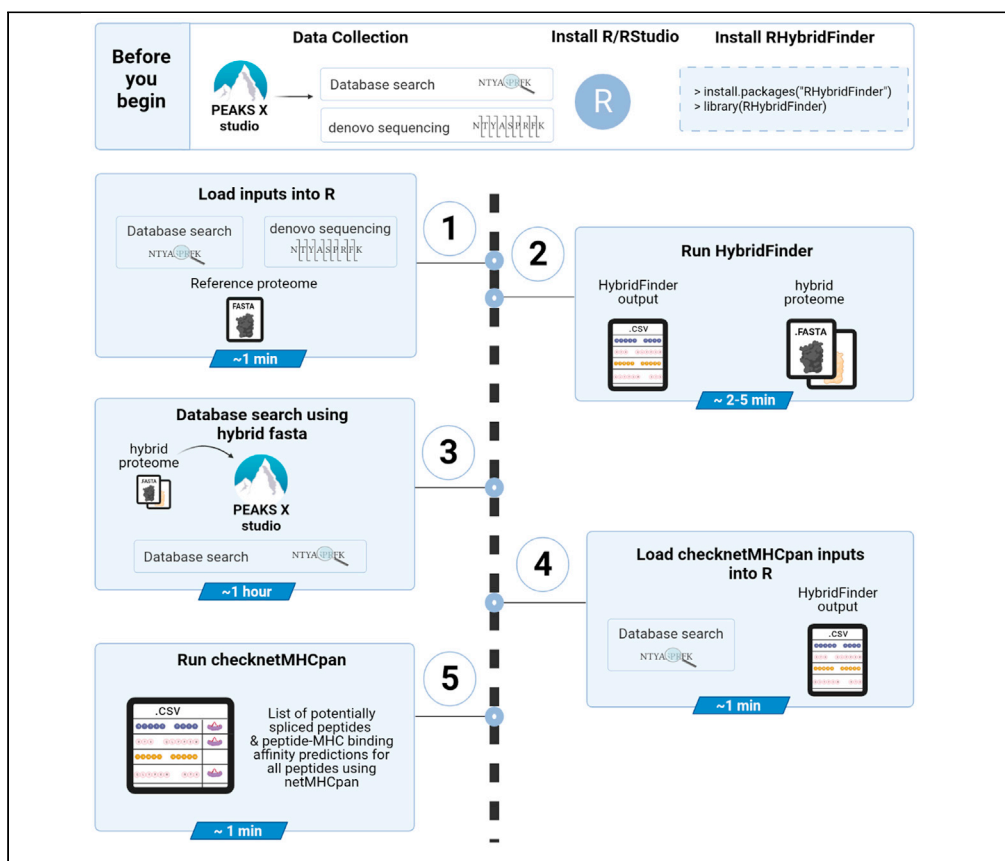 Before
you
begin
Data Collection
PEAKS X
studio
Database search
NTYASPRFK
denovo sequencing
NTYASPRFK
Install R/RStudio
R
Install RHybridFinder
> install.packages("RHybridFinder")
> library(RHybridFinder)
Load inputs into R
Database search
NTYASPRFK
denovo sequencing
NTYASPRFK
Reference proteome
FASTA
~1 min
1
2
Run HybridFinder
HybridFinder
output
.CSV
hybrid
proteome
.FASTA
~ 2-5 min
Database search using
hybrid fasta
hybrid
proteome
FASTA
PEAKS X
studio
Database search
NTYASPRFK
~1 hour
3
4
Load checknetMHCpan inputs
into R
Database search
NTYASPRFK
HybridFinder
output
.CSV
~1 min
Run checknetMHCpan
.CSV
List of potentially
spliced peptides
& peptide-MHC binding
affinity predictions for
all peptides using
netMHCpan
~ 1 min
5